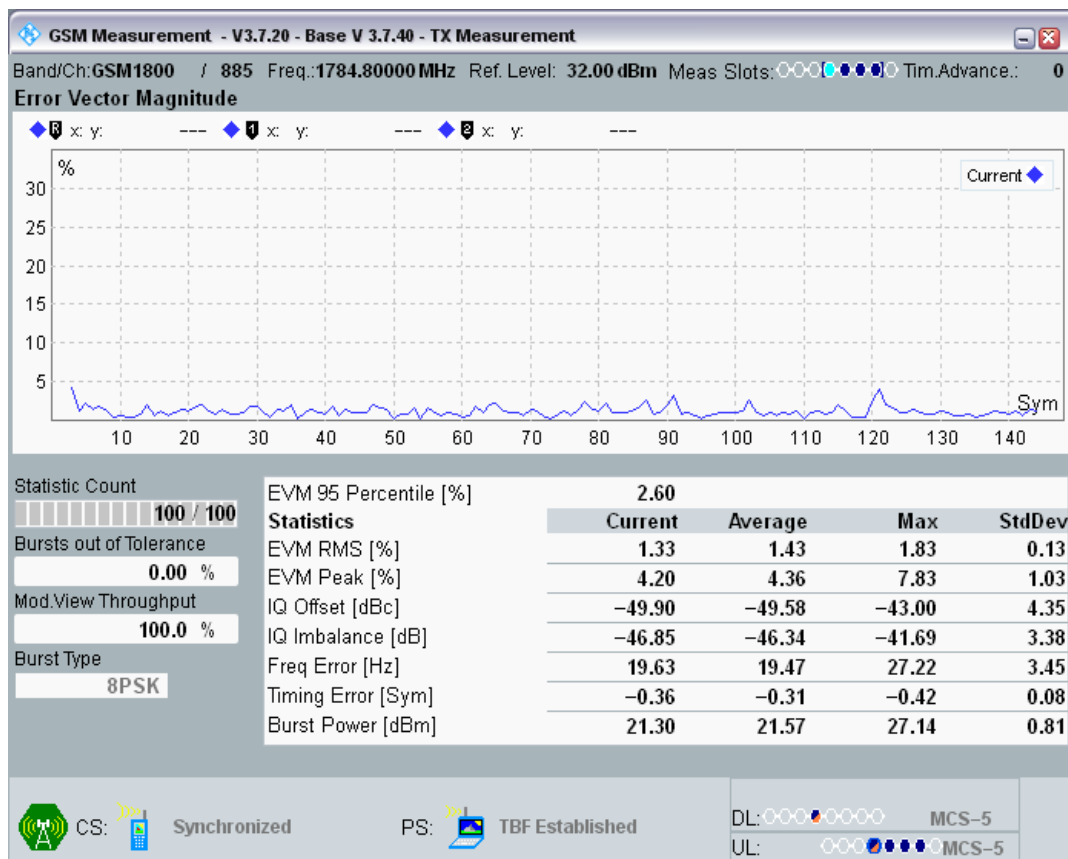 GSM Measurement - V3.7.20 - Base V 3.7.40 - TX Measurement
Band/Ch:GSM1800 / 885 Freq.:1784.80000 MHz Ref. Level: 32.00 dBm Meas Slots: Tim.Advance.: 0
Error Vector Magnitude
R x: y: --- 1 x: y: --- 2 x: y: ---
%
Current
30
25
20
15
10
5
Sym
10 20 30 40 50 60 70 80 90 100 110 120 130 140
Statistic Count
100 / 100
Bursts out of Tolerance
0.00 %
Mod.View Throughput
100.0 %
Burst Type
8PSK
EVM 95 Percentile [%] 2.60
Statistics Current Average Max StdDev
EVM RMS [%] 1.33 1.43 1.83 0.13
EVM Peak [%] 4.20 4.36 7.83 1.03
IQ Offset [dBc] −49.90 −49.58 −43.00 4.35
IQ Imbalance [dB] −46.85 −46.34 −41.69 3.38
Freq Error [Hz] 19.63 19.47 27.22 3.45
Timing Error [Sym] −0.36 −0.31 −0.42 0.08
Burst Power [dBm] 21.30 21.57 27.14 0.81
CS: Synchronized PS: TBF Established
DL: MCS−5
UL: MCS−5